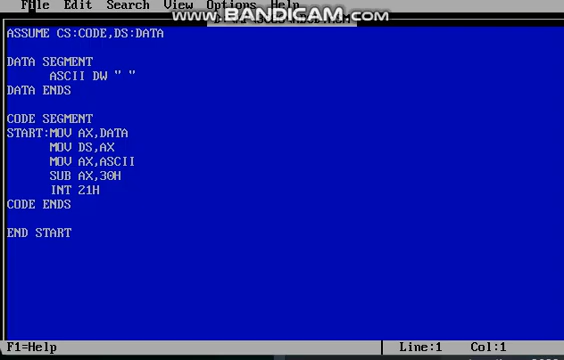 File Edit Search View Options Help
WWW.BANDICAM.COM
ASSUME CS:CODE,DS:DATA
DATA SEGMENT
ASCII DW " "
DATA ENDS
CODE SEGMENT
START:MOV AX,DATA
MOV DS,AX
MOV AX,ASCII
SUB AX,30H
INT 21H
CODE ENDS
END START
F1=Help Line:1 Col:1